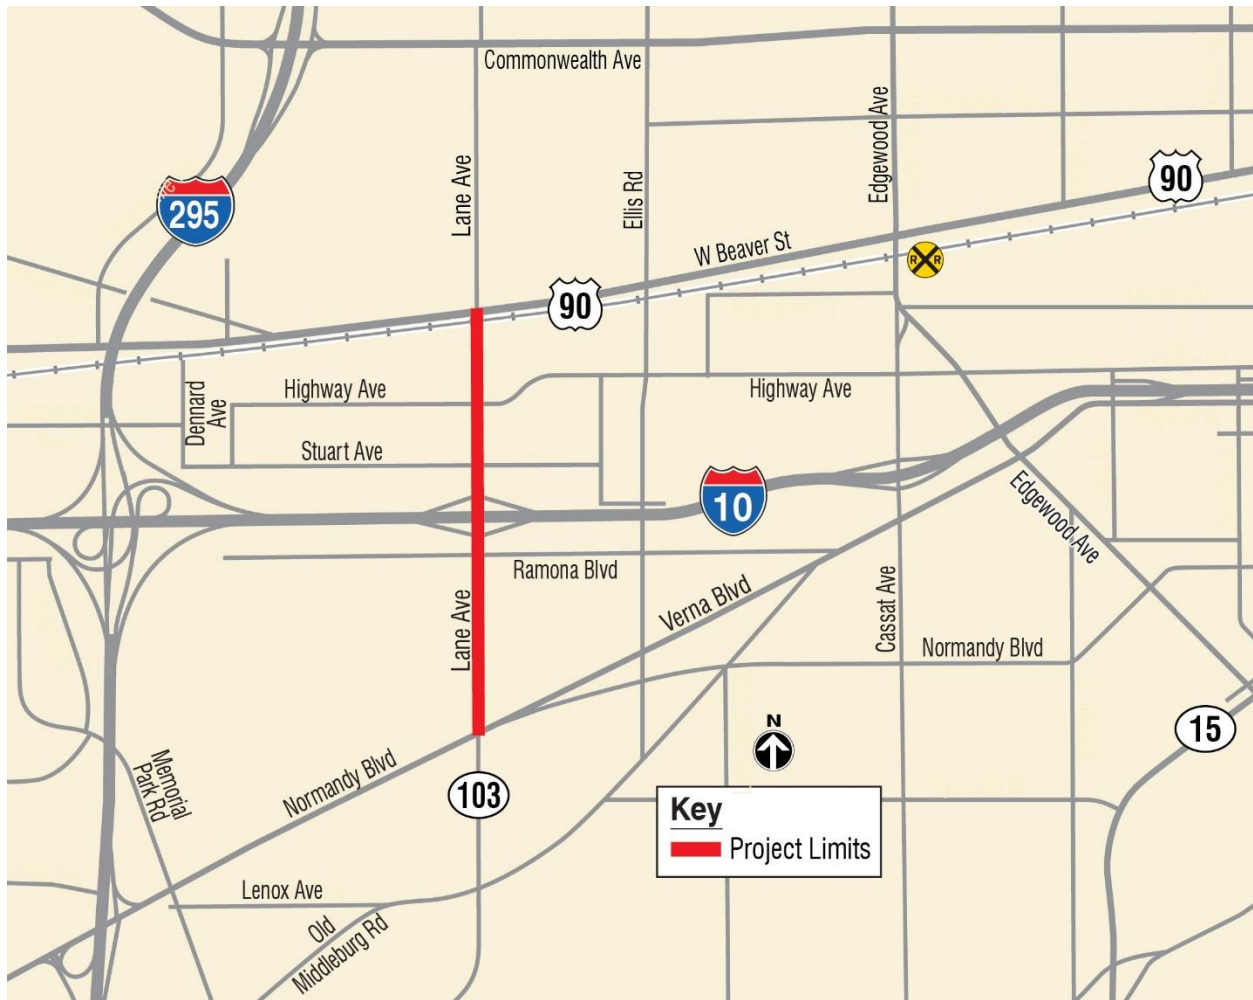 Commonwealth Ave
Lane Ave
Ellis Rd
Edgewood Ave
90
295
W Beaver St
R R
90
Dennard
Ave
Highway Ave
Highway Ave
Stuart Ave
10
Edgewood Ave
Ramona Blvd
Verna Blvd
Lane Ave
Cassat Ave
Normandy Blvd
N
15
Memorial
Park Rd
Normandy Blvd
103
Key
Project Limits
Lenox Ave
Old
Middleburg Rd